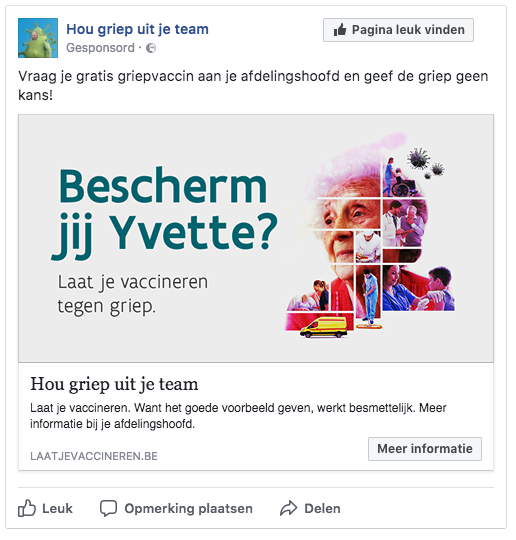 Hou griep uit je team
Pagina leuk vinden
Gesponsord ·
Vraag je gratis griepvaccin aan je afdelingshoofd en geef de griep geen
kans!
Bescherm
jij Yvette?
Laat je vaccineren
tegen griep.
Hou griep uit je team
Laat je vaccineren. Want het goede voorbeeld geven, werkt besmettelijk. Meer
informatie bij je afdelingshoofd.
LAATJEVACCINEREN.BE
Meer informatie
Leuk
Opmerking plaatsen
Delen